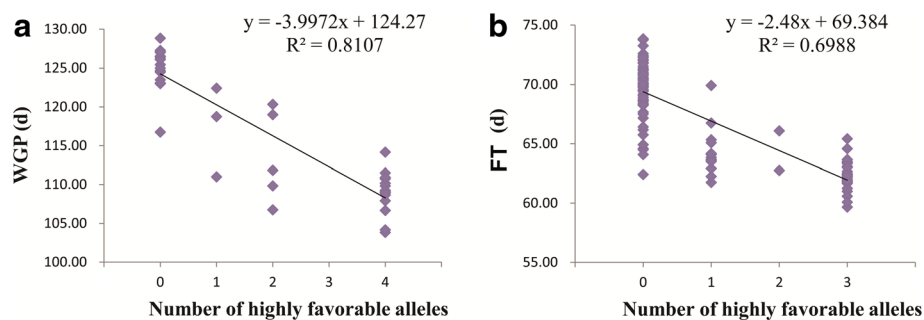 a
y = -3.9972x + 124.27
R² = 0.8107
130.00
125.00
120.00
115.00
110.00
105.00
100.00
WGP (d)
0 1 2 3 4
Number of highly favorable alleles
b
y = -2.48x + 69.384
R² = 0.6988
75.00
70.00
65.00
60.00
55.00
FT (d)
0 1 2 3
Number of highly favorable alleles